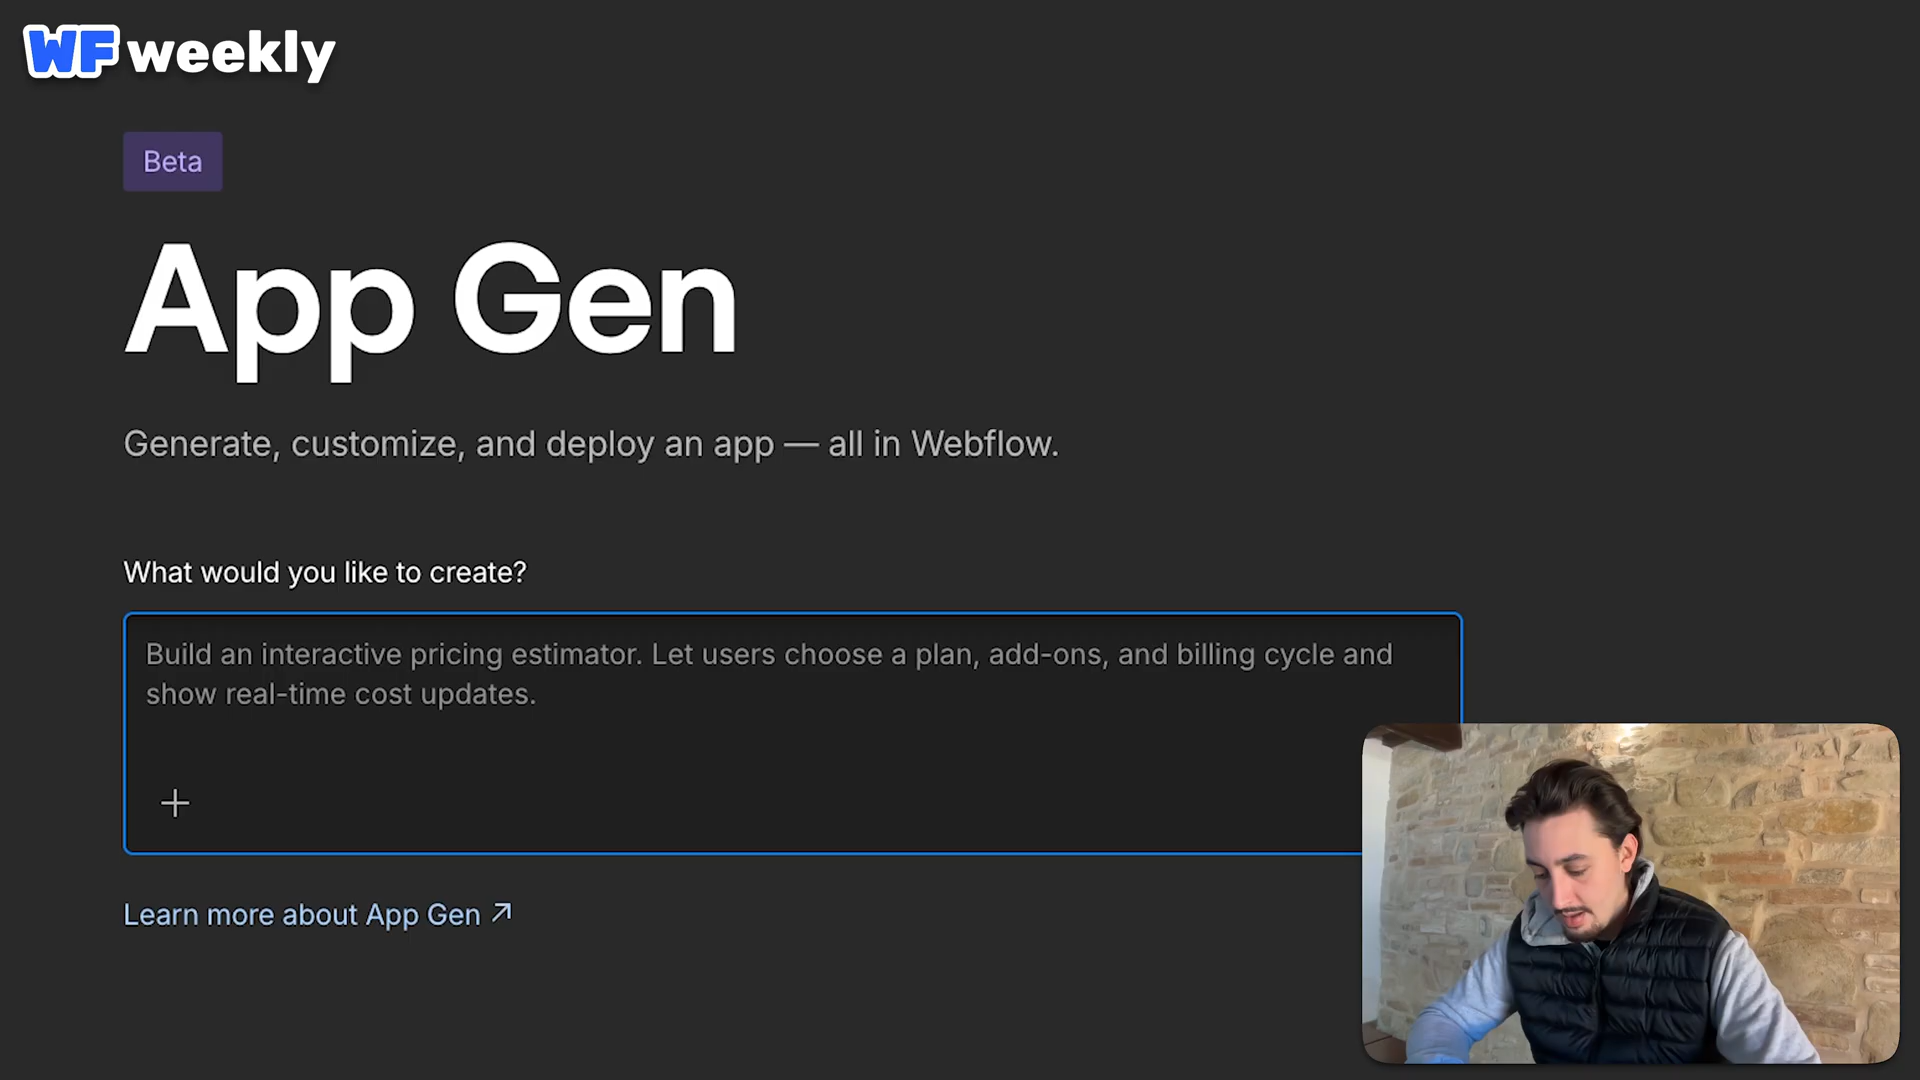 WF weekly
Beta
App Gen
Generate, customize, and deploy an app — all in Webflow.
What would you like to create?
Build an interactive pricing estimator. Let users choose a plan, add-ons, and billing cycle and
show real-time cost updates.
Learn more about App Gen ↗